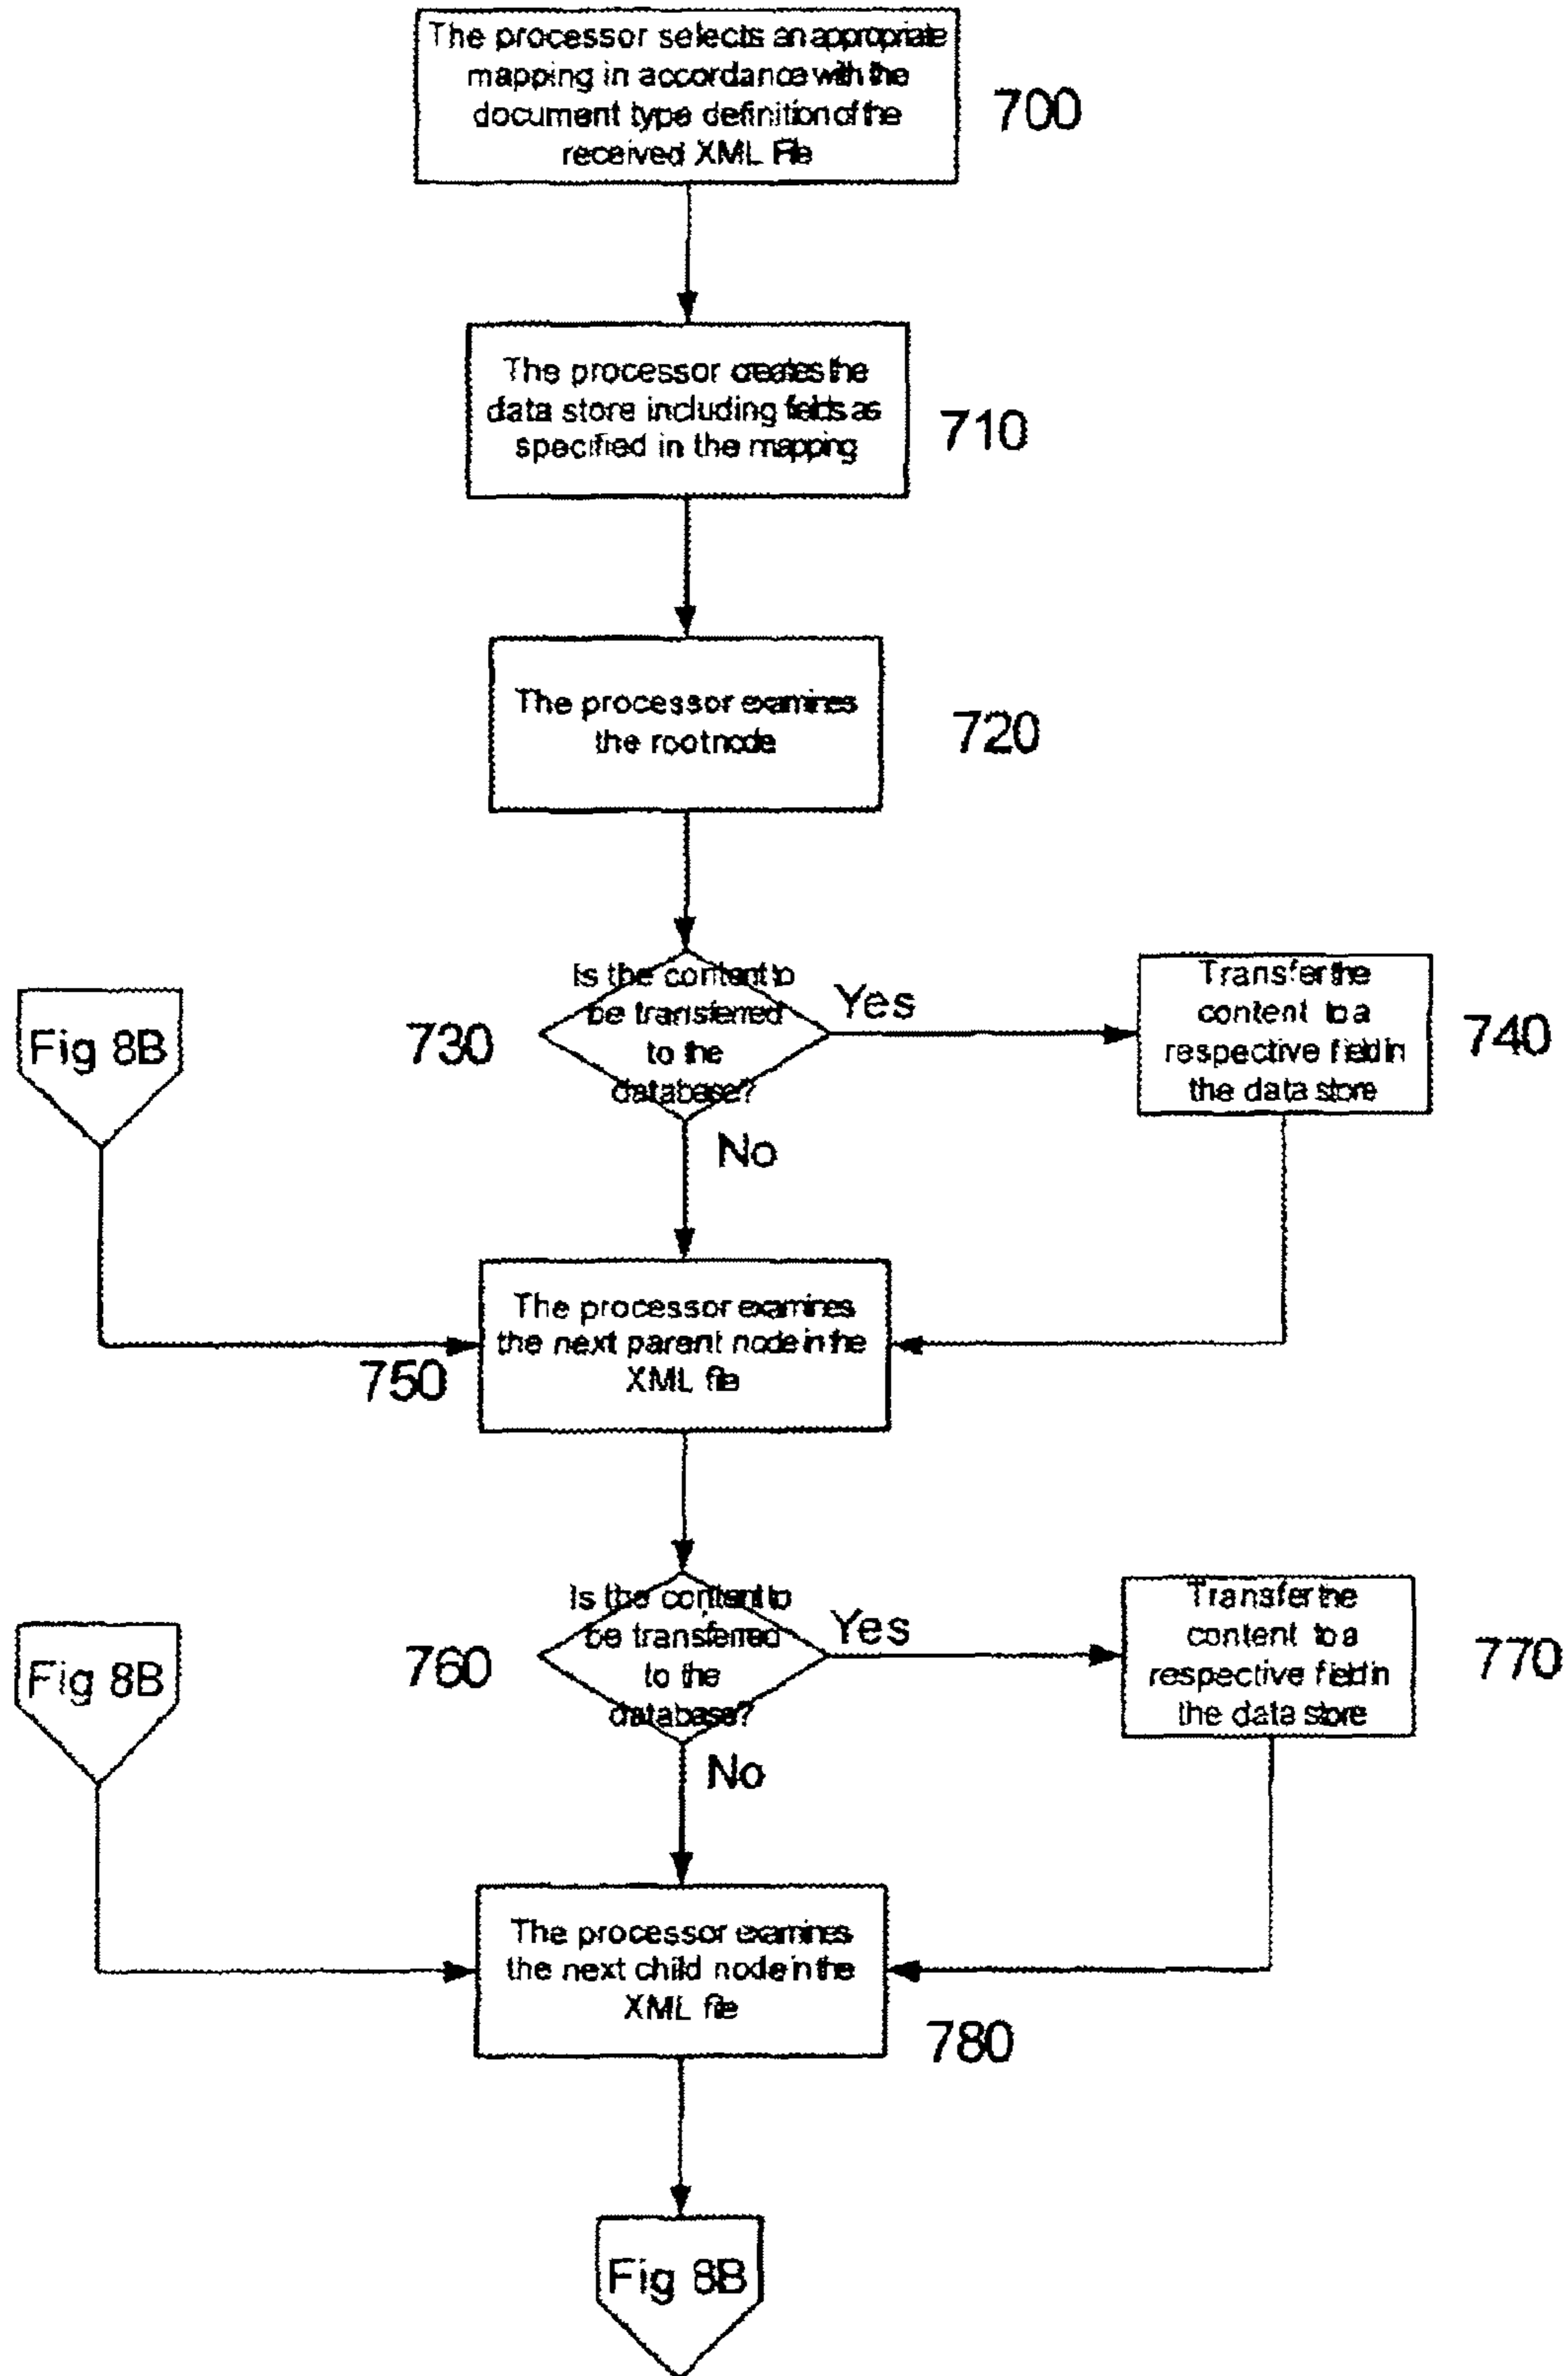 The processor selects an appropriate
mapping in accordance with the
document type definition of the
received XML File
700
The processor creates the
data store including fields as
specified in the mapping
710
The processor examines
the root node
720
Is the content to
be transferred
to the
database?
730
Yes
Transfer the
content to a
respective field in
the data store
740
Fig 8B
No
The processor examines
the next parent node in the
XML file
750
Is the content to
be transferred
to the
database?
760
Yes
Transfer the
content to a
respective field in
the data store
770
Fig 8B
No
The processor examines
the next child node in the
XML file
780
Fig 8B